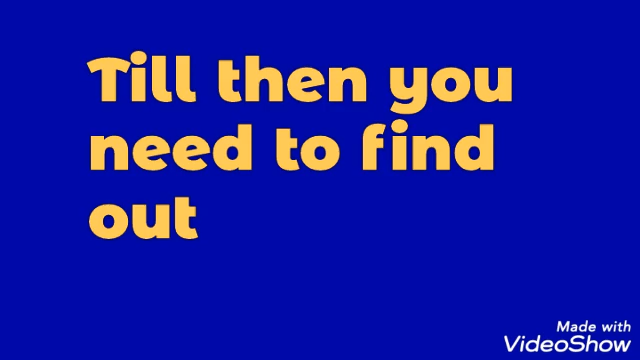 Till then you
need to find
out
Made with
VideoShow